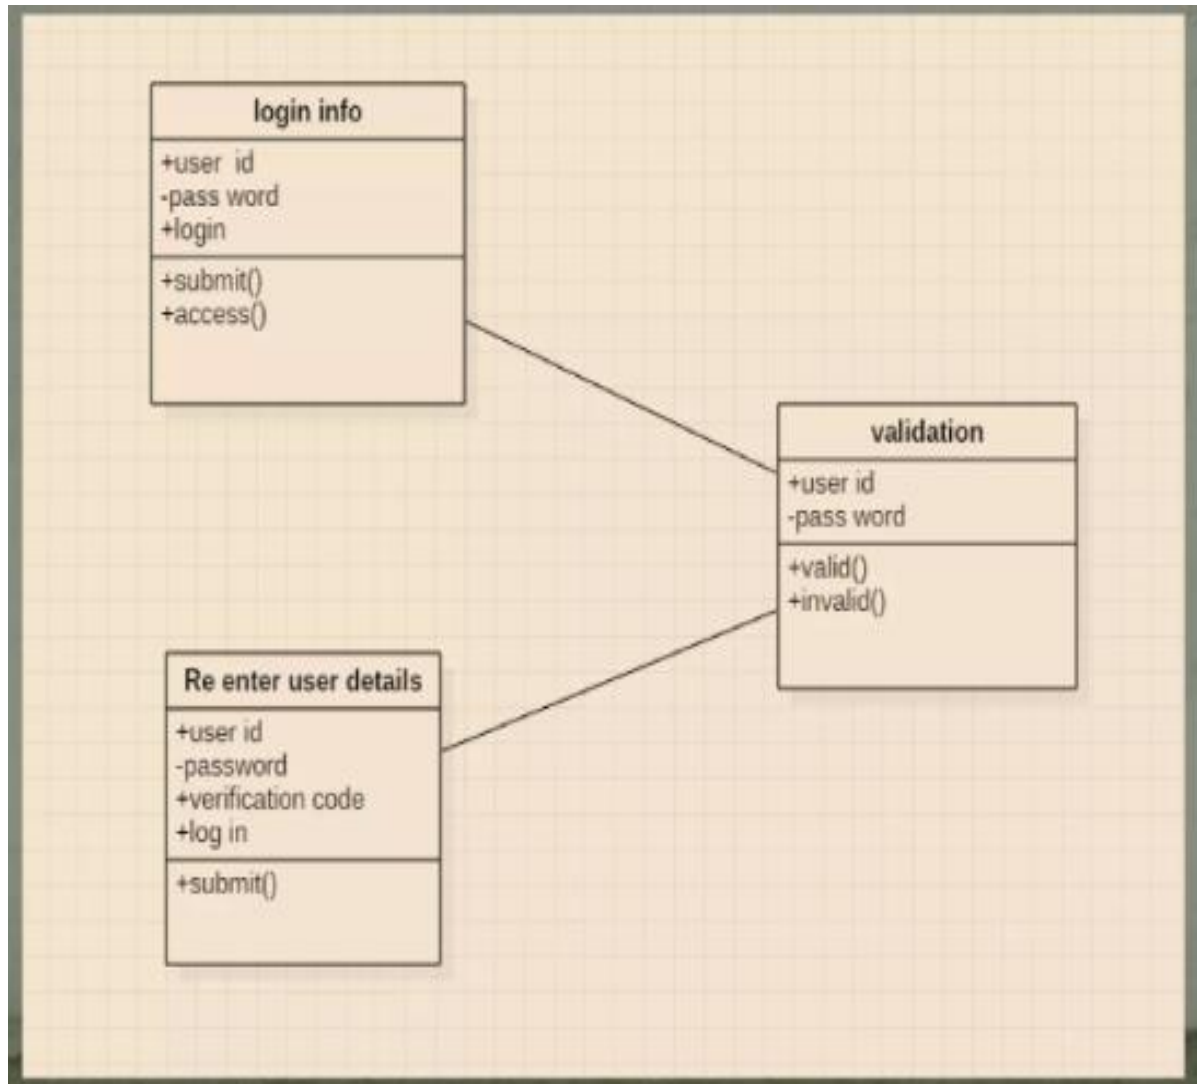 login info
+user id
-pass word
+login
+submit()
+access()
validation
+user id
-pass word
+valid()
+invalid()
Re enter user details
+user id
-password
+verification code
+log in
+submit()